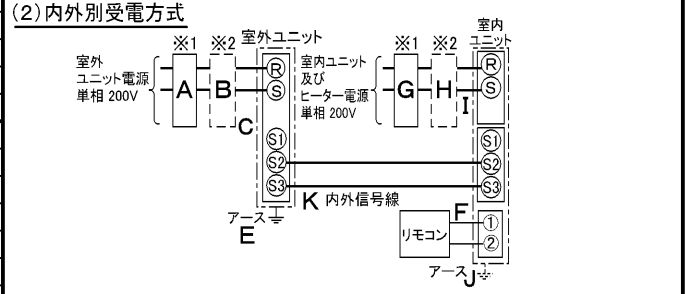 (2)内外別受電方式
室外
ユニット電源
単相 200V
※1
※2
室外ユニット
A
B
C
R
S
S1
S2
S3
アース
E
室内ユニット
及び
ヒーター電源
単相 200V
※1
※2
室内
ユニット
G
H
I
R
S
S1
S2
S3
K 内外信号線
リモコン
F
1
2
アース
J